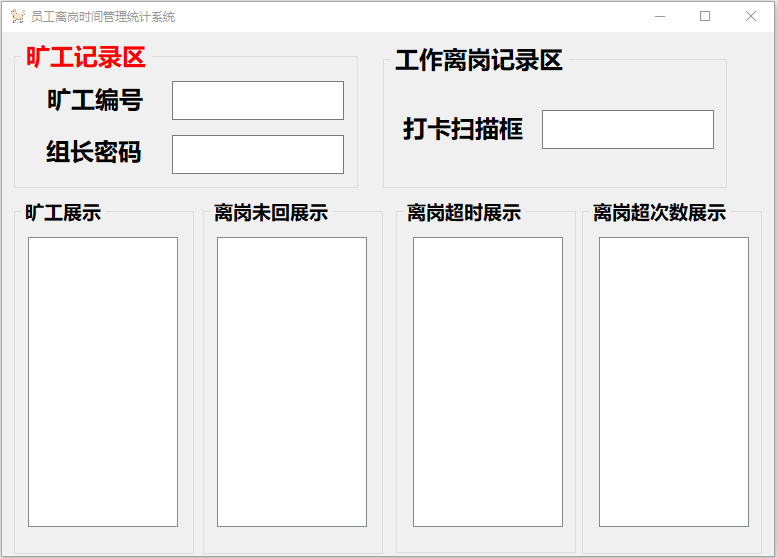 员工离岗时间管理统计系统
旷工记录区
旷工编号
组长密码
工作离岗记录区
打卡扫描框
旷工展示
离岗未回展示
离岗超时展示
离岗超次数展示